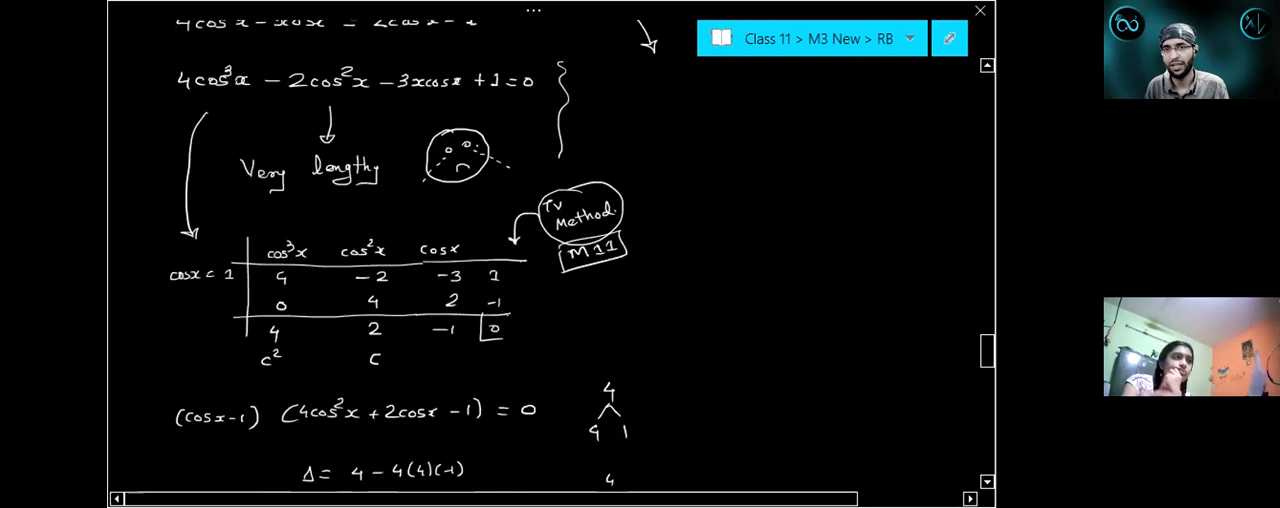 ...
Class 11 > M3 New > RB
4cos³x − 2cos²x − 3xcosx + 1 = 0
Very lengthy
TV
Method.
M11
cos³x cos²x cosx
cosx = 1 4 −2 −3 1
0 4 2 −1
4 2 −1 0
c² c
(cosx−1) (4cos²x + 2cosx − 1) = 0
4
4 1
Δ = 4 − 4(4)(−1)
4